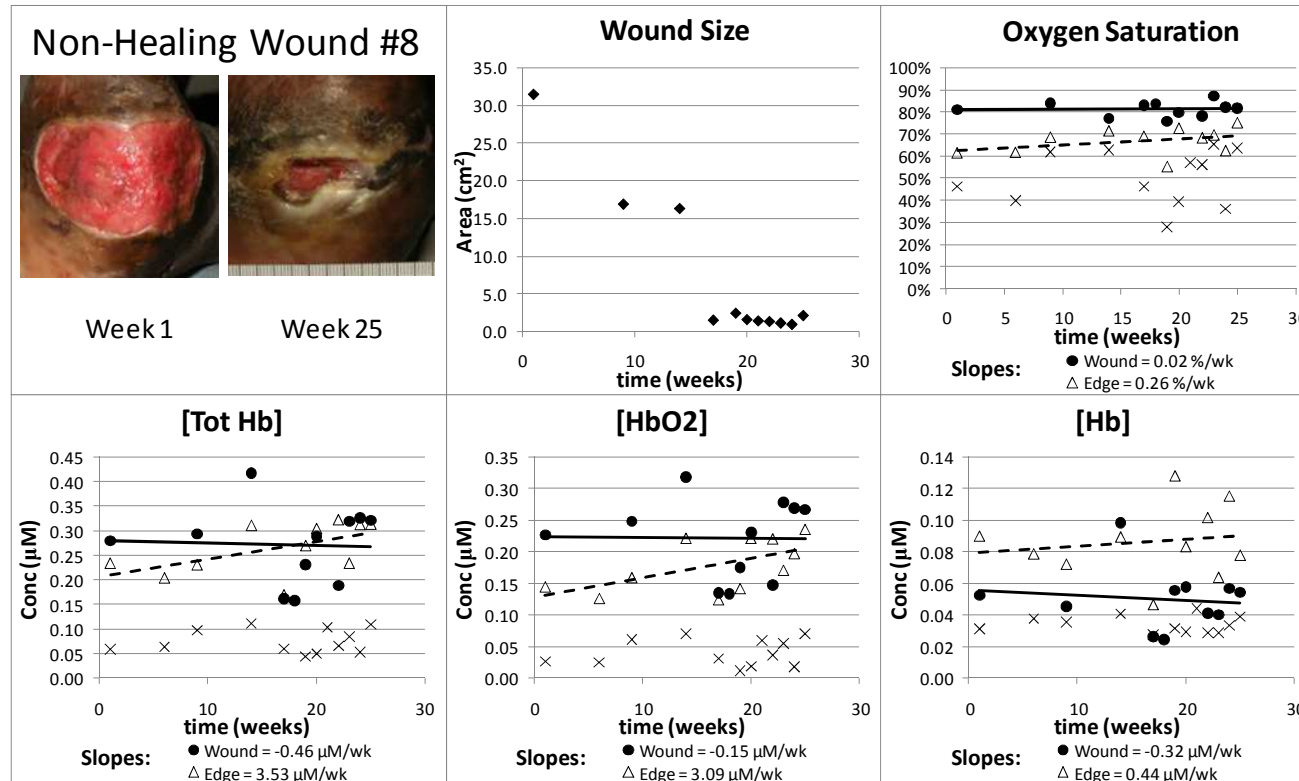 Non-Healing Wound #8
Week 1
Week 25
Wound Size
35.0
30.0
25.0
20.0
15.0
10.0
5.0
0.0
Area (cm²)
0 10 20 30
time (weeks)
Oxygen Saturation
100%
90%
80%
70%
60%
50%
40%
30%
20%
10%
0%
0 5 10 15 20 25 30
time (weeks)
Slopes:
Wound = 0.02 %/wk
Edge = 0.26 %/wk
[Tot Hb]
0.45
0.40
0.35
0.30
0.25
0.20
0.15
0.10
0.05
0.00
Conc (μM)
0 10 20 30
time (weeks)
Slopes:
Wound = -0.46 μM/wk
Edge = 3.53 μM/wk
[HbO2]
0.35
0.30
0.25
0.20
0.15
0.10
0.05
0.00
Conc (μM)
0 10 20 30
time (weeks)
Slopes:
Wound = -0.15 μM/wk
Edge = 3.09 μM/wk
[Hb]
0.14
0.12
0.10
0.08
0.06
0.04
0.02
0.00
Conc (μM)
0 10 20 30
time (weeks)
Slopes:
Wound = -0.32 μM/wk
Edge = 0.44 μM/wk